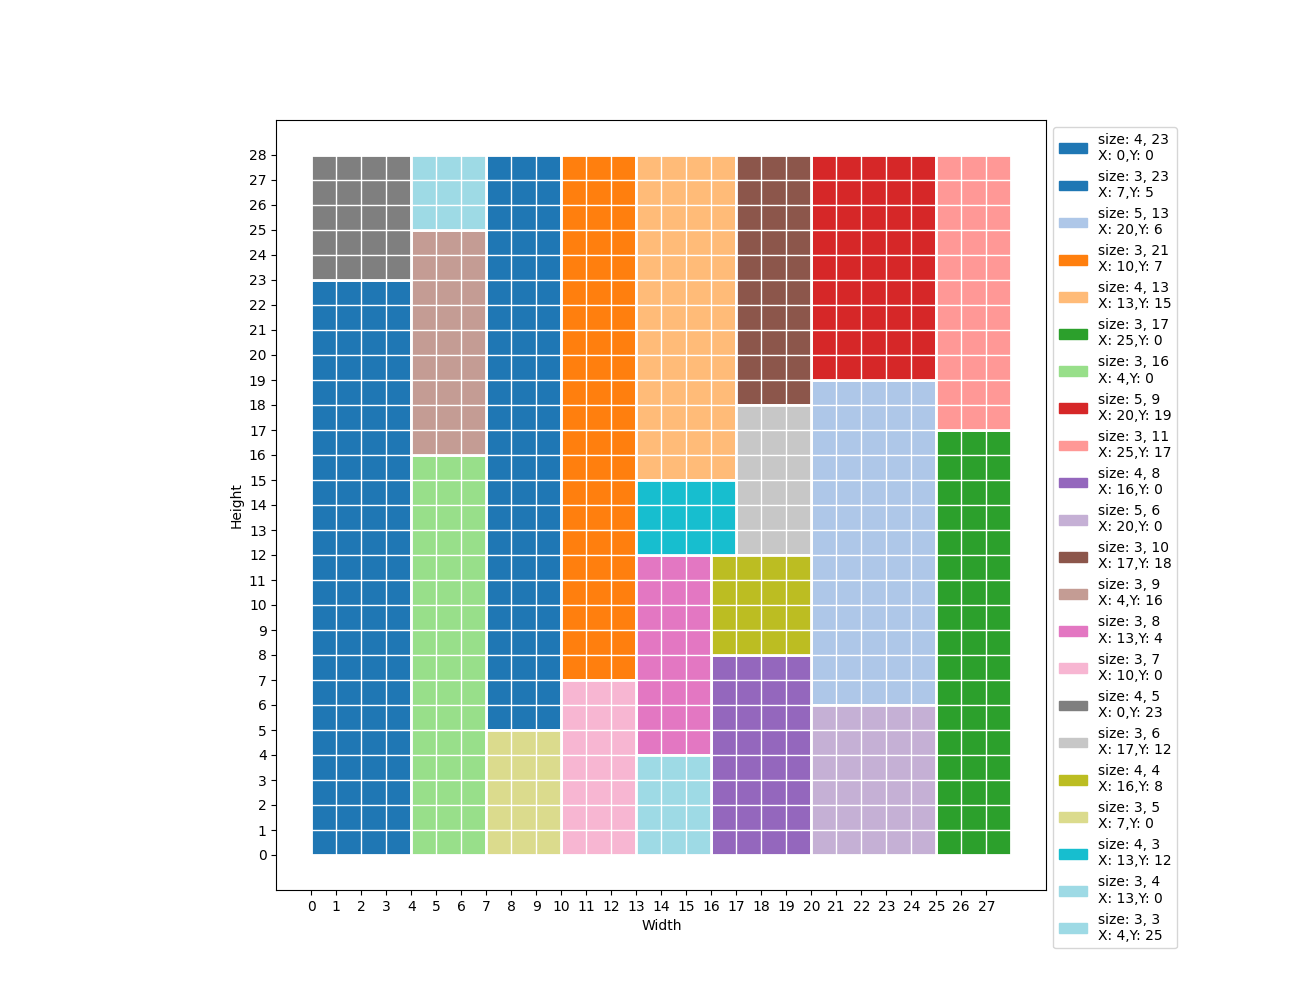 28
27
26
25
24
23
22
21
20
19
18
17
16
15
14
13
12
11
10
9
8
7
6
5
4
3
2
1
0
Height
0 1 2 3 4 5 6 7 8 9 10 11 12 13 14 15 16 17 18 19 20 21 22 23 24 25 26 27
Width
size: 4, 23
X: 0,Y: 0
size: 3, 23
X: 7,Y: 5
size: 5, 13
X: 20,Y: 6
size: 3, 21
X: 10,Y: 7
size: 4, 13
X: 13,Y: 15
size: 3, 17
X: 25,Y: 0
size: 3, 16
X: 4,Y: 0
size: 5, 9
X: 20,Y: 19
size: 3, 11
X: 25,Y: 17
size: 4, 8
X: 16,Y: 0
size: 5, 6
X: 20,Y: 0
size: 3, 10
X: 17,Y: 18
size: 3, 9
X: 4,Y: 16
size: 3, 8
X: 13,Y: 4
size: 3, 7
X: 10,Y: 0
size: 4, 5
X: 0,Y: 23
size: 3, 6
X: 17,Y: 12
size: 4, 4
X: 16,Y: 8
size: 3, 5
X: 7,Y: 0
size: 4, 3
X: 13,Y: 12
size: 3, 4
X: 13,Y: 0
size: 3, 3
X: 4,Y: 25